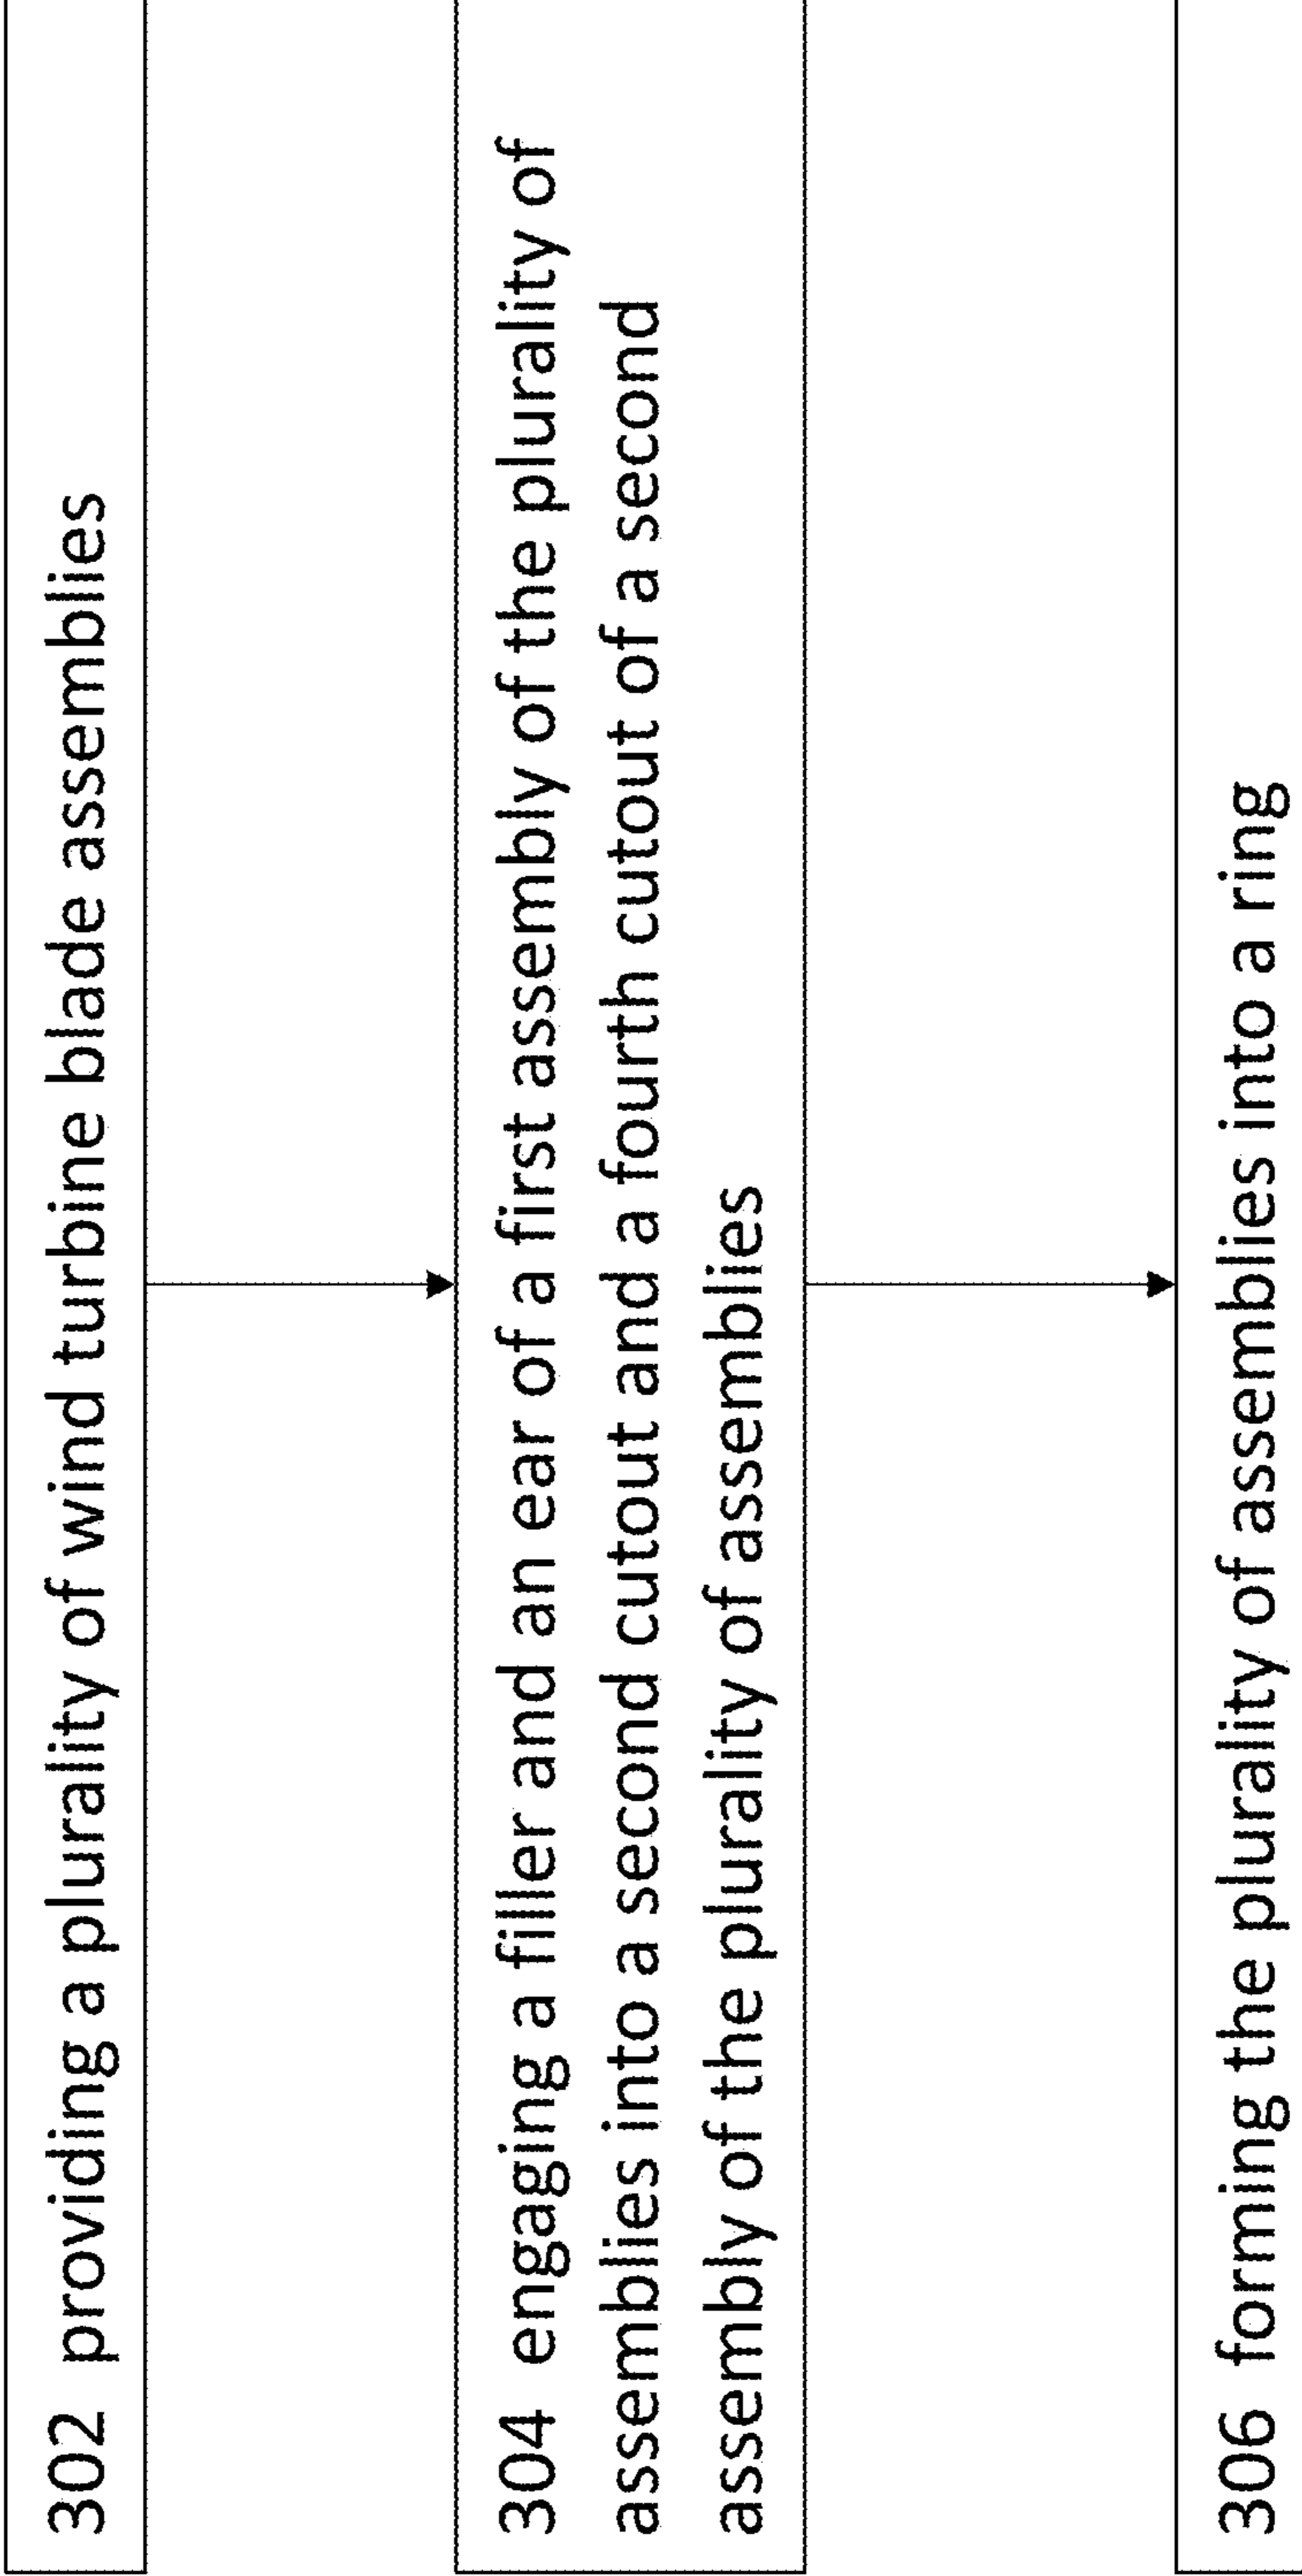 302 providing a plurality of wind turbine blade assemblies
304 engaging a filler and an ear of a first assembly of the plurality of
assemblies into a second cutout and a fourth cutout of a second
assembly of the plurality of assemblies
306 forming the plurality of assemblies into a ring